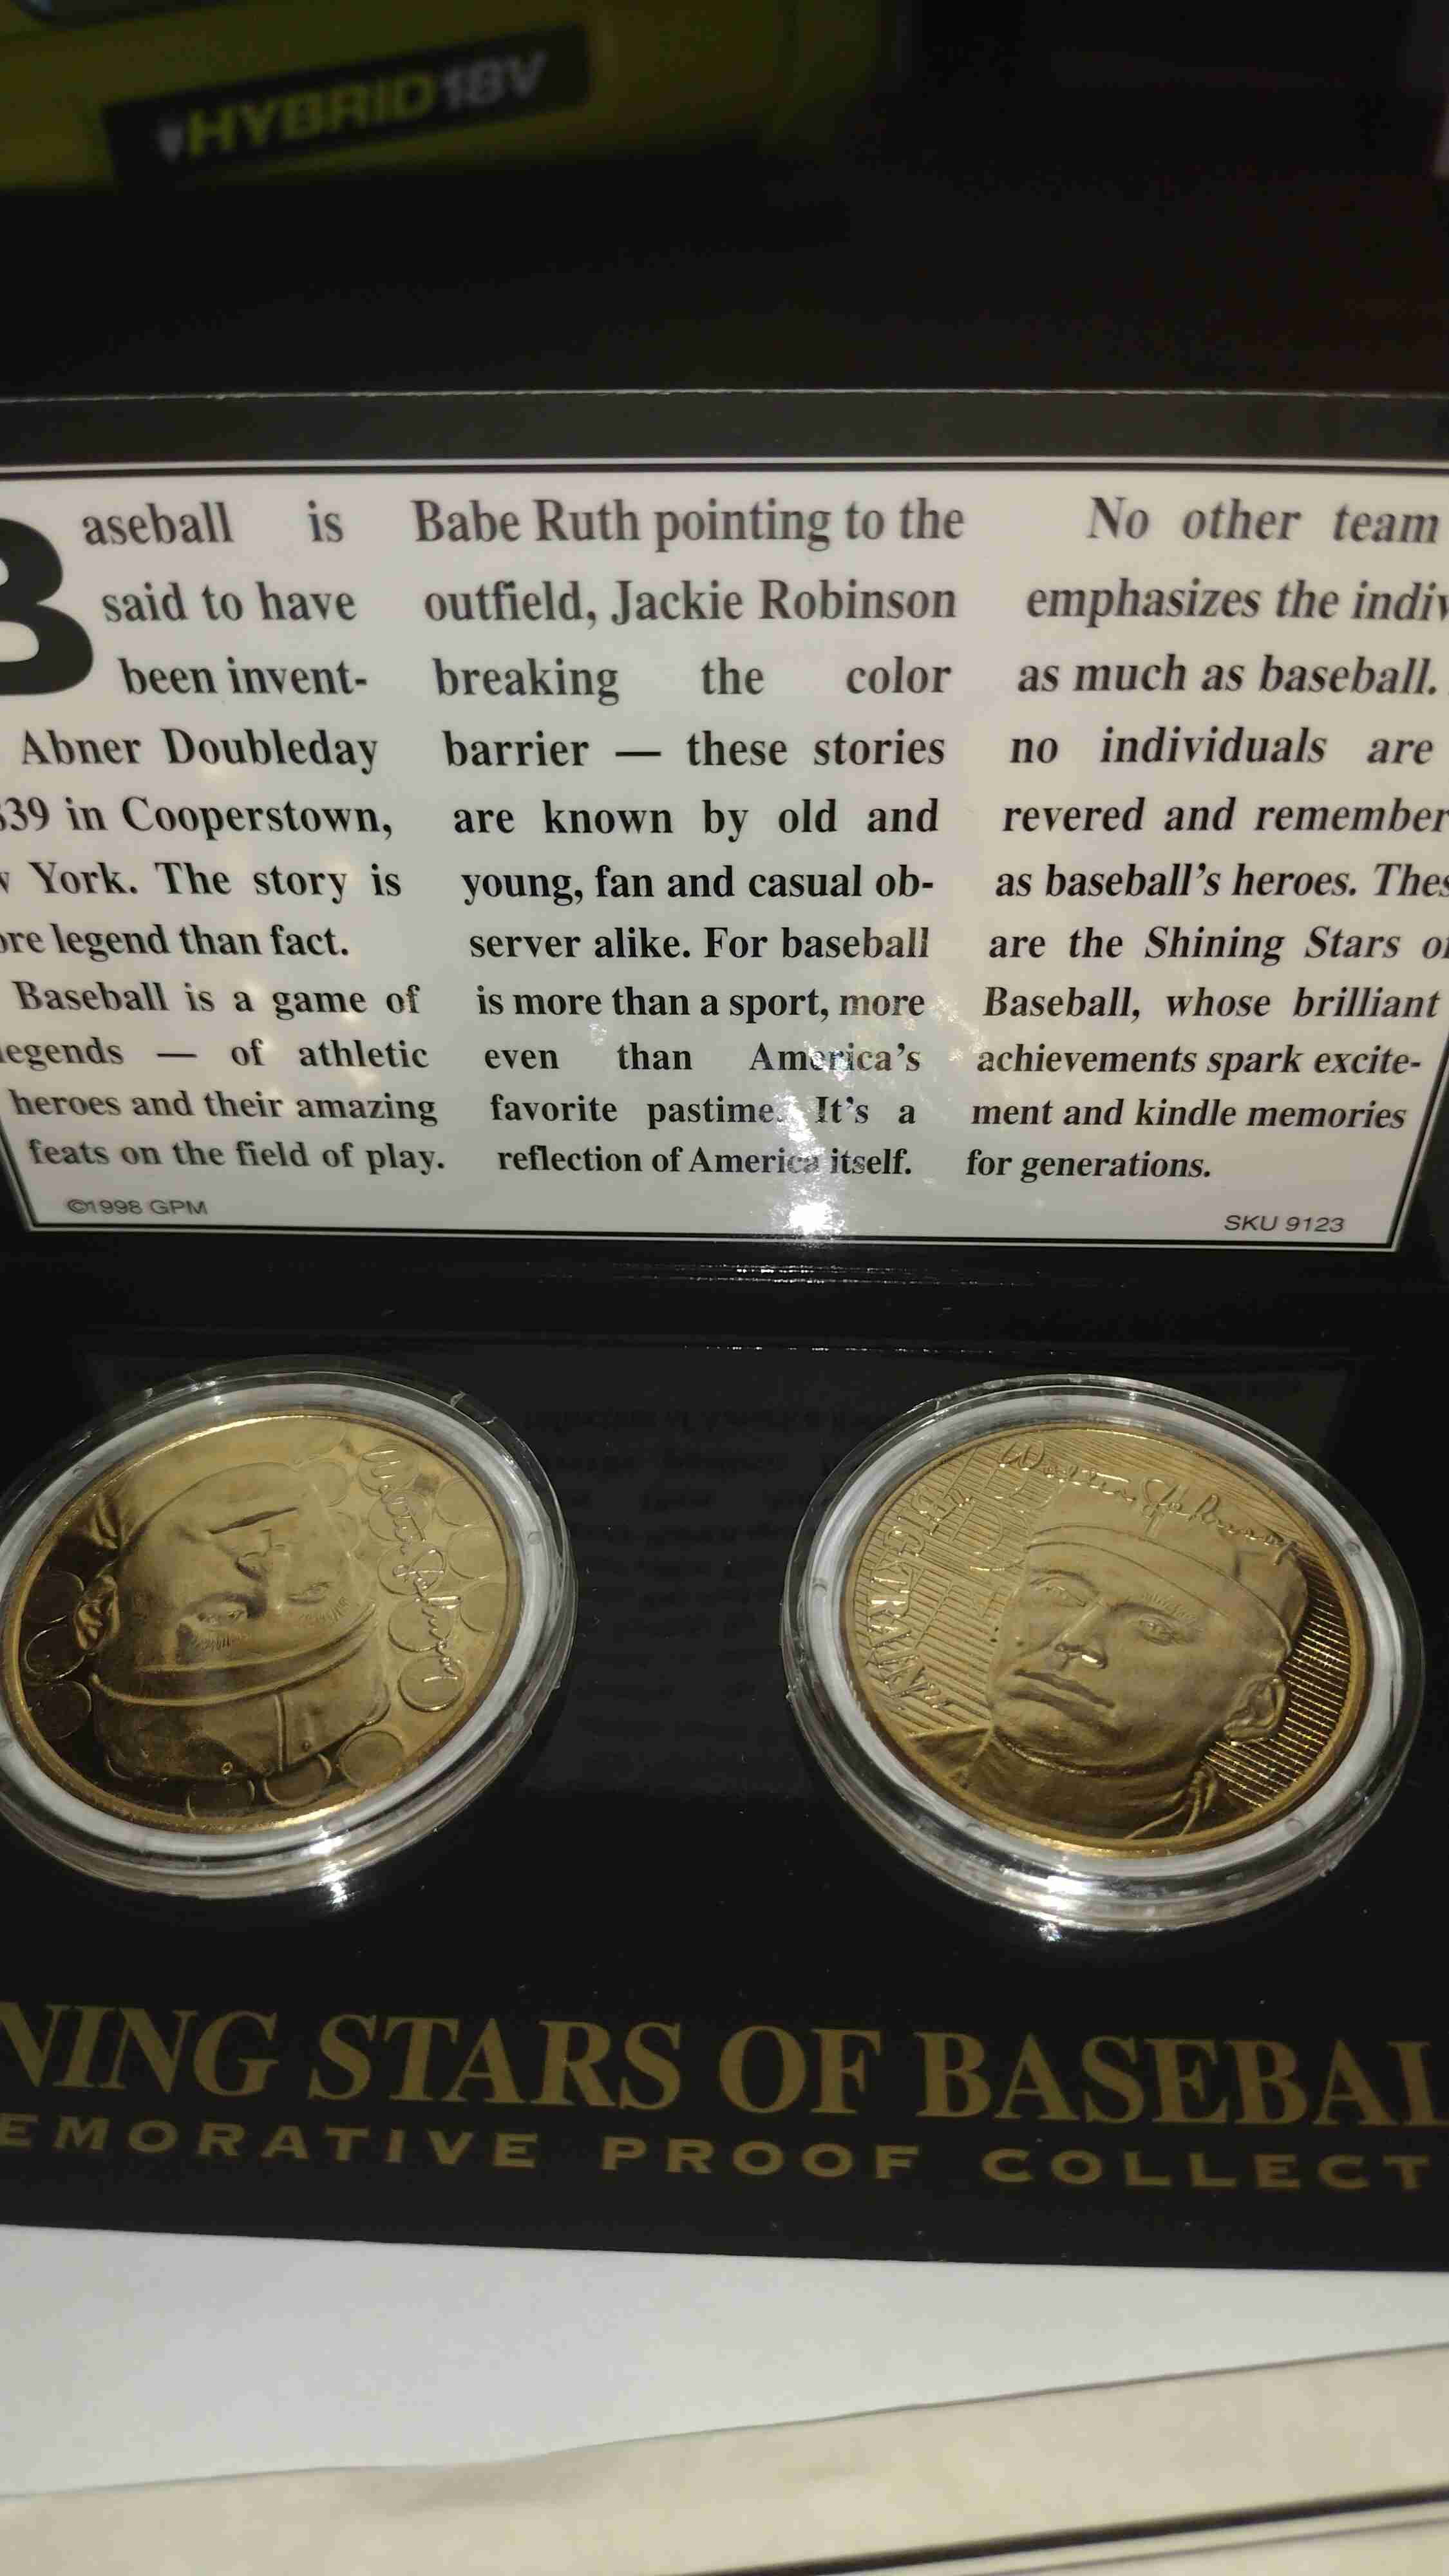 HYBRID 18V
B
aseball is
said to have
been invent-
Abner Doubleday
39 in Cooperstown,
York. The story is
re legend than fact.
Baseball is a game of
egends — of athletic
heroes and their amazing
feats on the field of play.
Babe Ruth pointing to the
outfield, Jackie Robinson
breaking the color
barrier — these stories
are known by old and
young, fan and casual ob-
server alike. For baseball
is more than a sport, more
even than America's
favorite pastime. It's a
reflection of America itself.
No other team
emphasizes the indiv
as much as baseball.
no individuals are
revered and remember
as baseball's heroes. Thes
are the Shining Stars o
Baseball, whose brilliant
achievements spark excite-
ment and kindle memories
for generations.
©1998 GPM
SKU 9123
Walter Johnson
Walter Johnson
NING STARS OF BASEBAL
EMORATIVE PROOF COLLECT